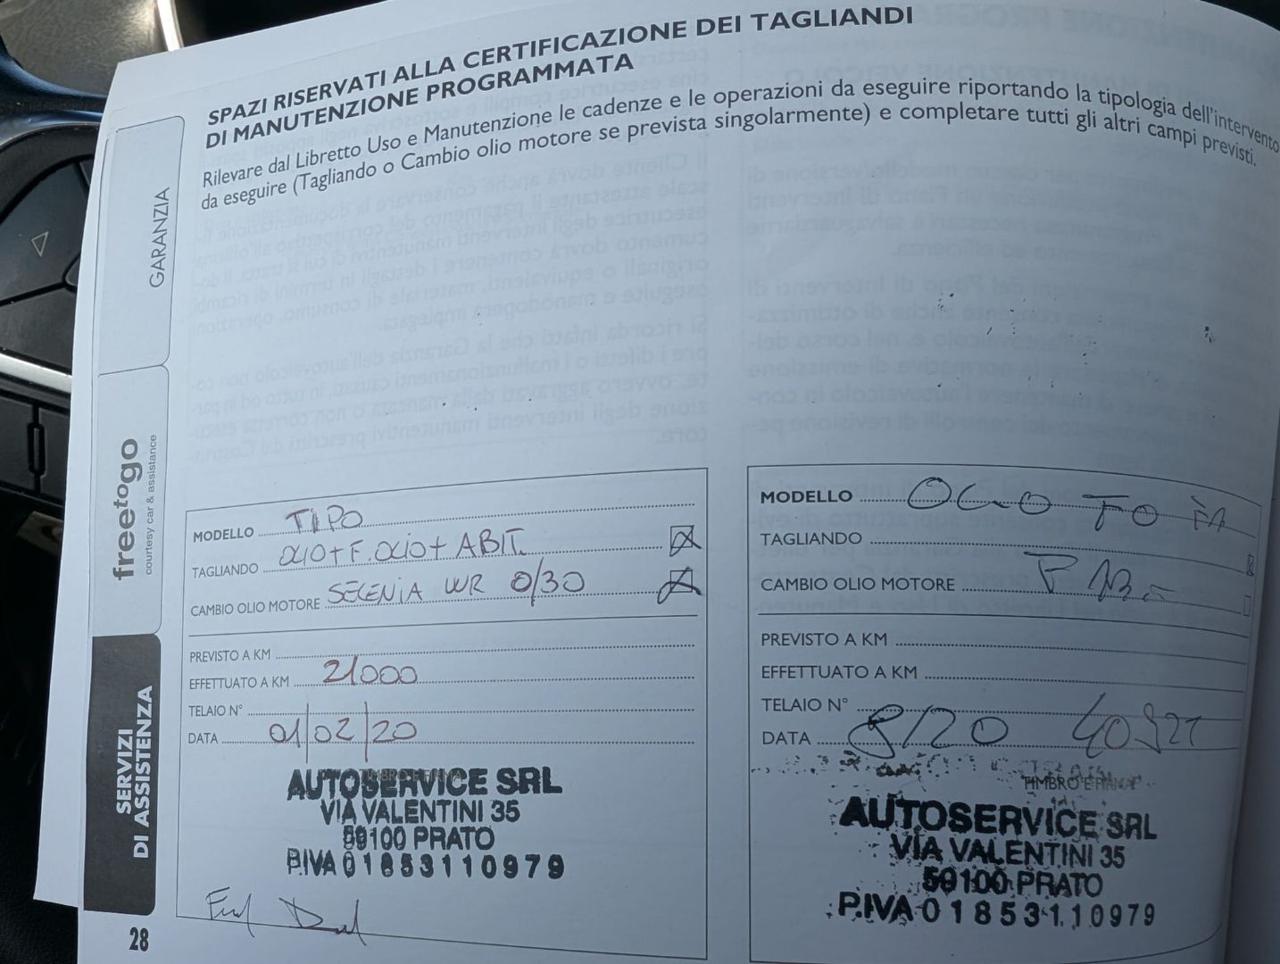 SPAZI RISERVATI ALLA CERTIFICAZIONE DEI TAGLIANDI
DI MANUTENZIONE PROGRAMMATA
Rilevare dal Libretto Uso e Manutenzione le cadenze e le operazioni da eseguire riportando la tipologia dell'intervento
da eseguire (Tagliando o Cambio olio motore se prevista singolarmente) e completare tutti gli altri campi previsti.
GARANZIA
freetogo
courtesy car & assistance
SERVIZI
DI ASSISTENZA
28
MODELLO TIPO
TAGLIANDO OLIO+F.OLIO+ABIT.
CAMBIO OLIO MOTORE SELENIA WR 0/30
PREVISTO A KM
EFFETTUATO A KM 21000
TELAIO N°
DATA 01/02/20
AUTOSERVICE SRL
VIA VALENTINI 35
59100 PRATO
P.IVA 01853110979
MODELLO OLIO FO FA
TAGLIANDO
CAMBIO OLIO MOTORE
PREVISTO A KM
EFFETTUATO A KM
TELAIO N°
DATA 8/20
TIMBRO E FIRMA
AUTOSERVICE SRL
VIA VALENTINI 35
59100 PRATO
P.IVA 01853110979